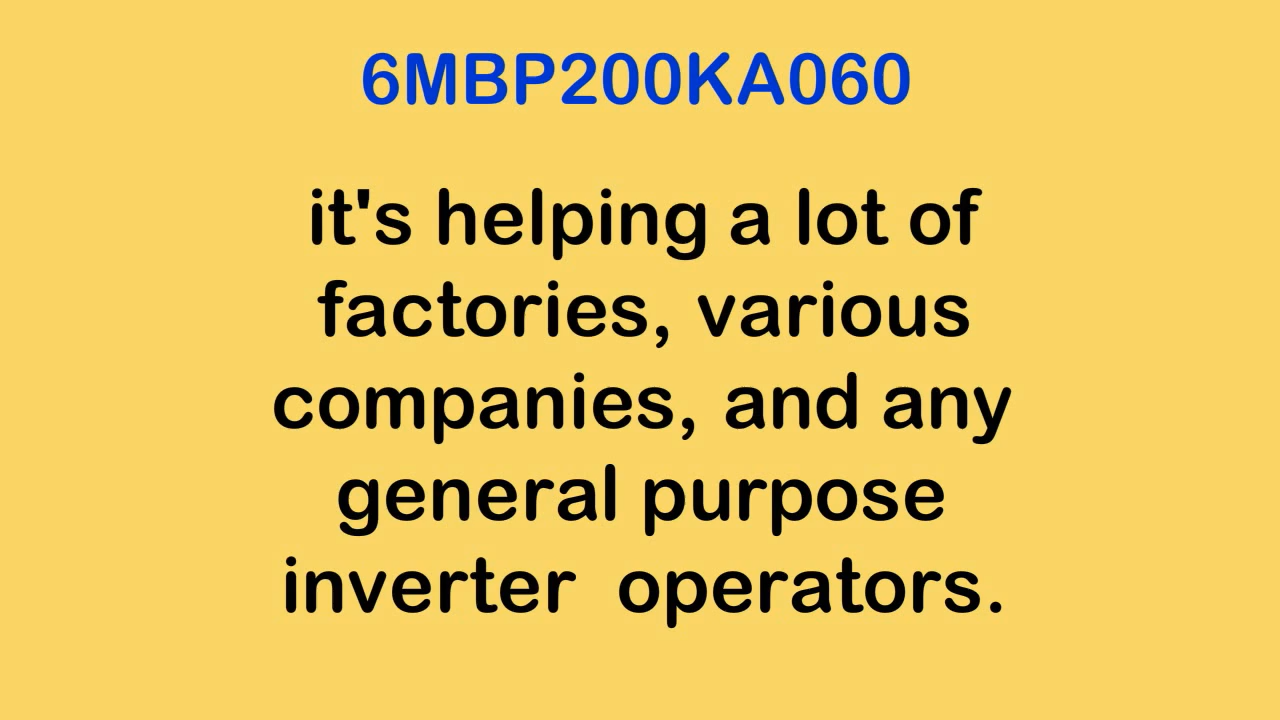 6MBP200KA060
it's helping a lot of
factories, various
companies, and any
general purpose
inverter  operators.